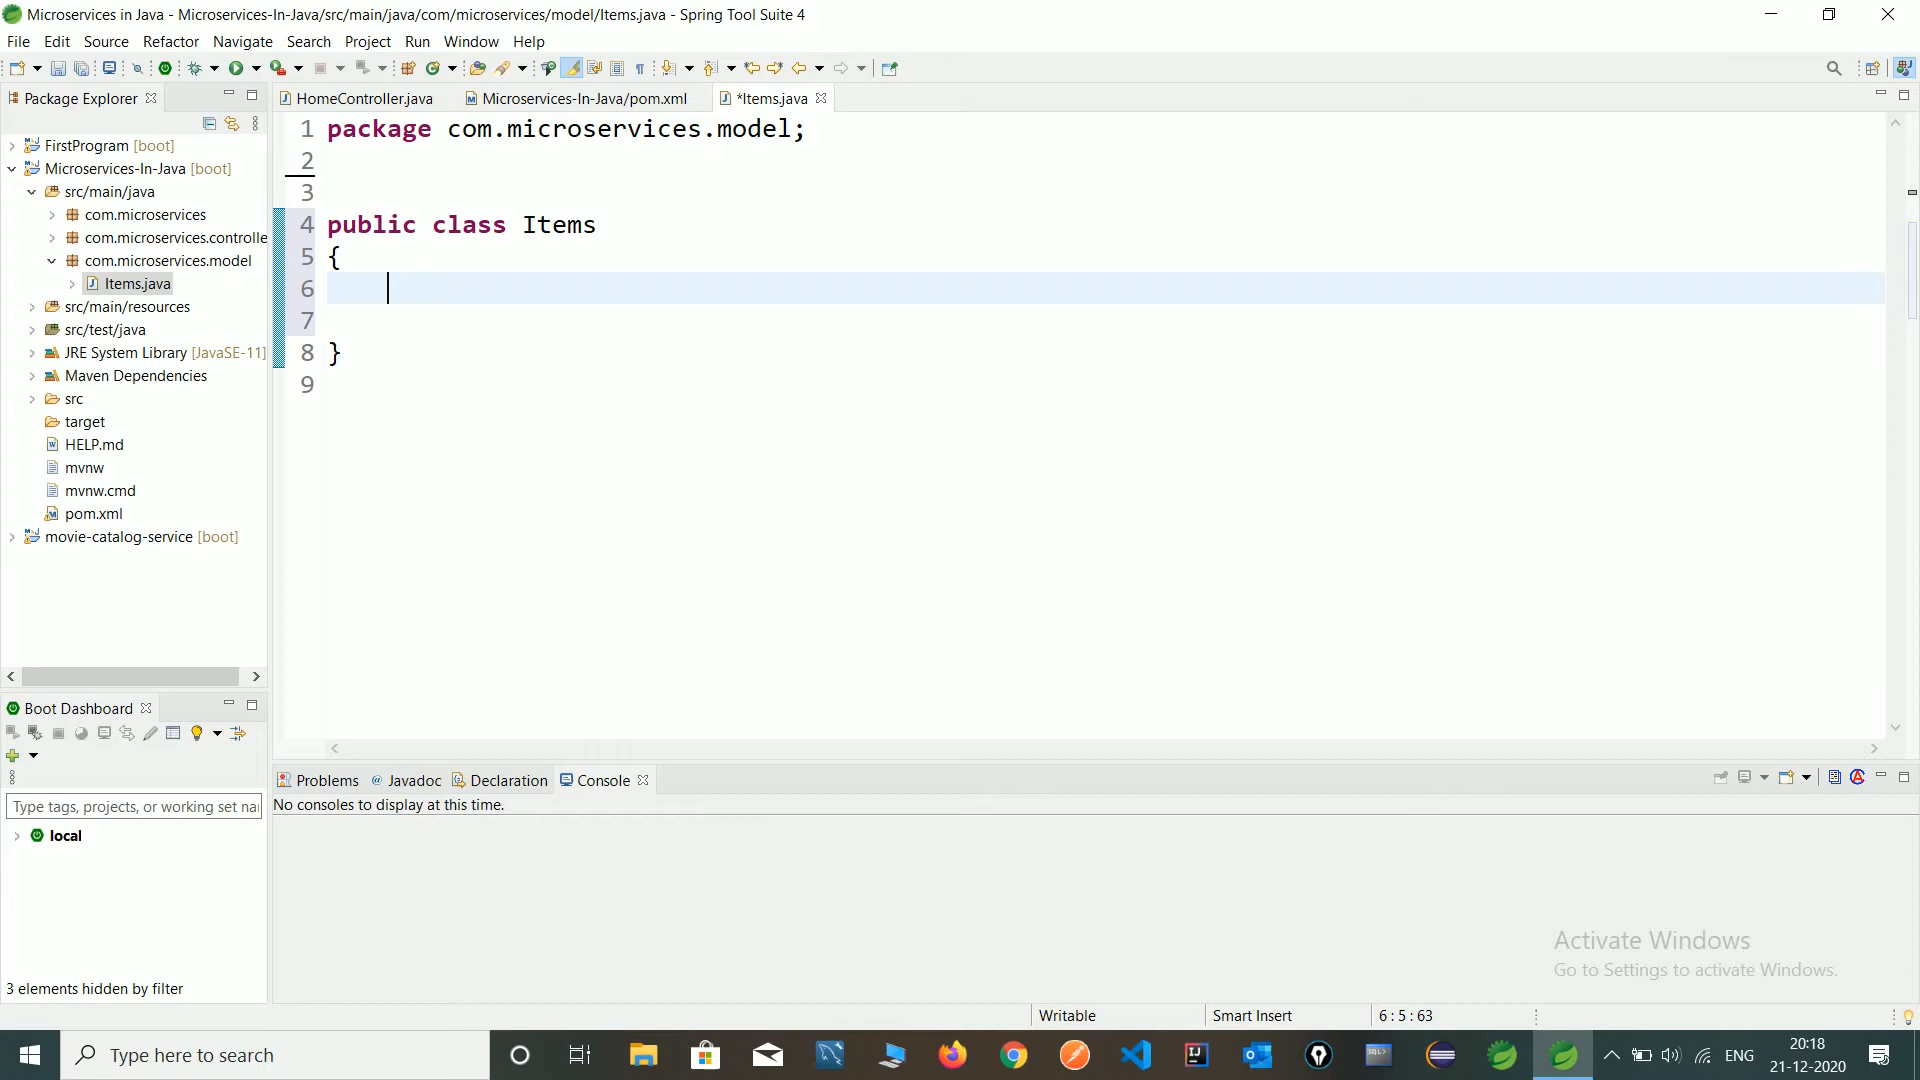 Microservices in Java - Microservices-In-Java/src/main/java/com/microservices/model/Items.java - Spring Tool Suite 4
File Edit Source Refactor Navigate Search Project Run Window Help
Package Explorer
HomeController.java
Microservices-In-Java/pom.xml
*Items.java
FirstProgram [boot]
Microservices-In-Java [boot]
src/main/java
com.microservices
com.microservices.controlle
com.microservices.model
Items.java
src/main/resources
src/test/java
JRE System Library [JavaSE-11]
Maven Dependencies
src
target
HELP.md
mvnw
mvnw.cmd
pom.xml
movie-catalog-service [boot]
1 package com.microservices.model;
2
3
4 public class Items
5 {
6
7
8 }
9
Boot Dashboard
Type tags, projects, or working set na
local
3 elements hidden by filter
Problems Javadoc Declaration Console
No consoles to display at this time.
Activate Windows
Go to Settings to activate Windows.
Writable Smart Insert 6 : 5 : 63
Type here to search
ENG
20:18
21-12-2020